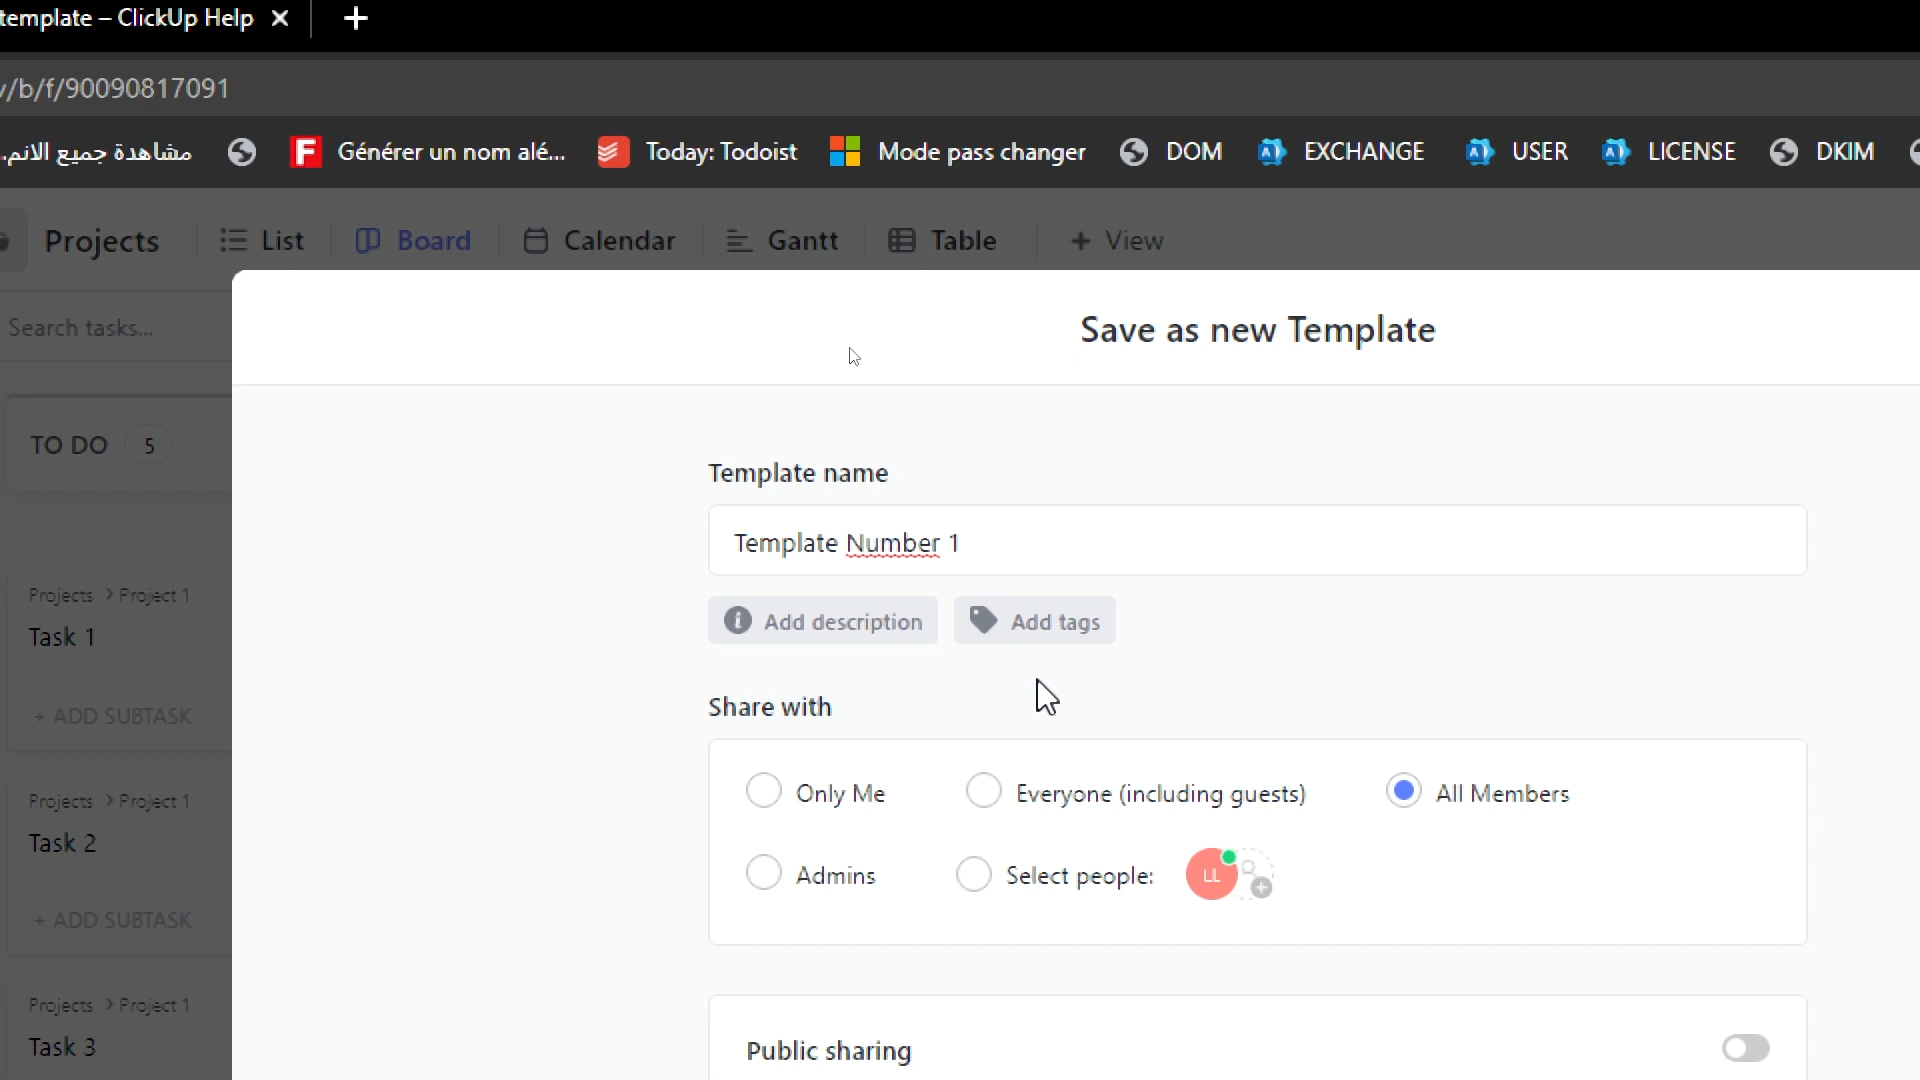 template – ClickUp Help
/b/f/90090817091
مشاهدة جميع الانم..
Générer un nom alé...
Today: Todoist
Mode pass changer
DOM
EXCHANGE
USER
LICENSE
DKIM
Projects
List
Board
Calendar
Gantt
Table
+ View
Search tasks...
Save as new Template
TO DO 5
Template name
Template Number 1
Projects > Project 1
Task 1
Add description
Add tags
+ ADD SUBTASK
Share with
Only Me
Everyone (including guests)
All Members
Projects > Project 1
Task 2
Admins
Select people:
LL
+ ADD SUBTASK
Projects > Project 1
Task 3
Public sharing